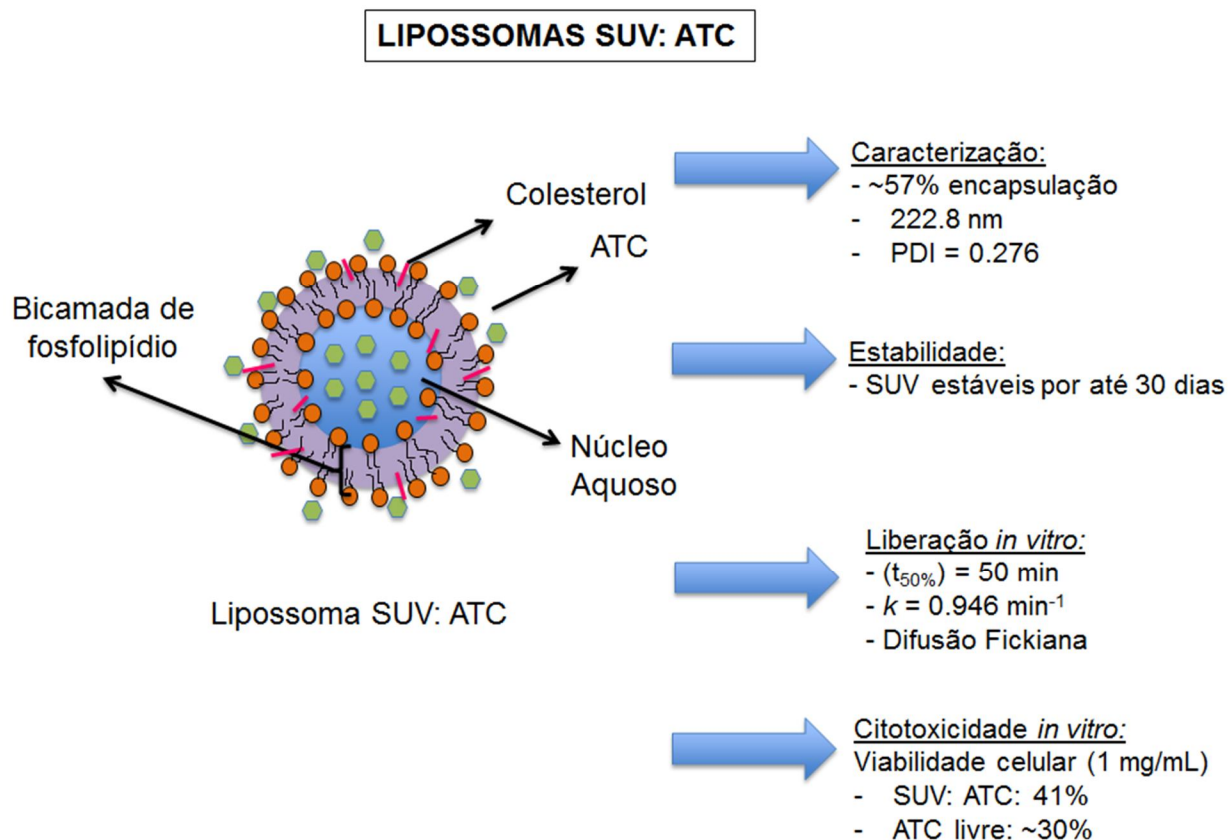 LIPOSSOMAS SUV: ATC
Colesterol
ATC
Bicamada de
fosfolipídio
Núcleo
Aquoso
Lipossoma SUV: ATC
Caracterização:
- ~57% encapsulação
- 222.8 nm
- PDI = 0.276
Estabilidade:
- SUV estáveis por até 30 dias
Liberação in vitro:
- (t50%) = 50 min
- k = 0.946 min-1
- Difusão Fickiana
Citotoxicidade in vitro:
Viabilidade celular (1 mg/mL)
- SUV: ATC: 41%
- ATC livre: ~30%